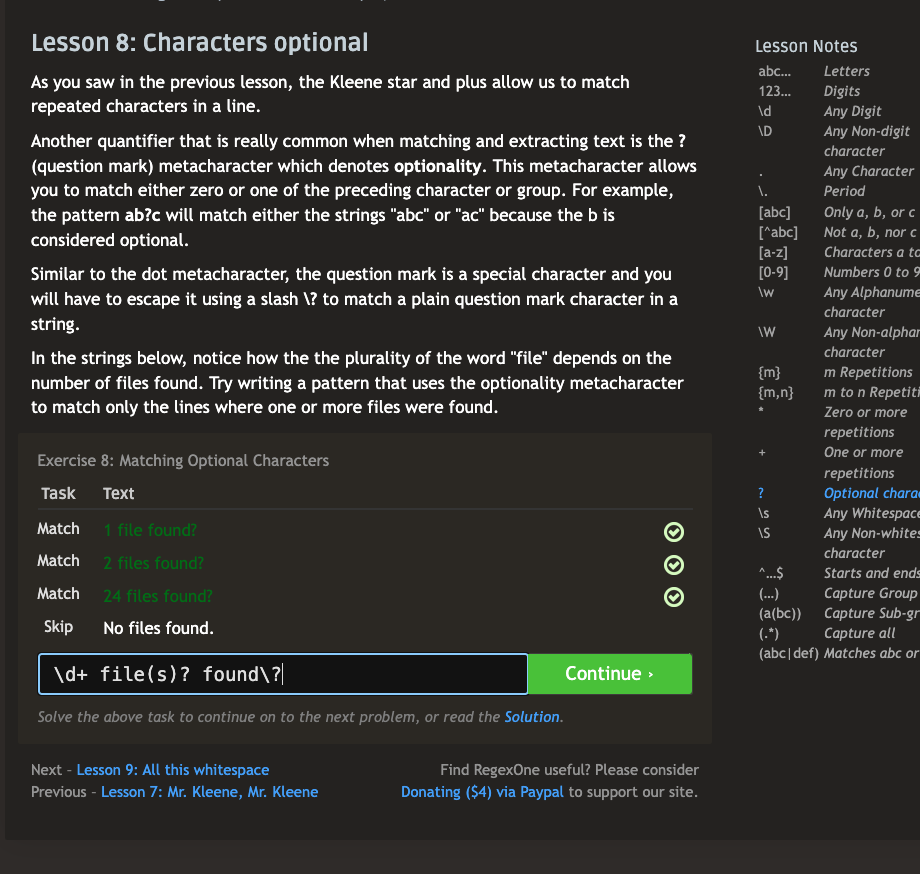 Lesson 8: Characters optional
As you saw in the previous lesson, the Kleene star and plus allow us to match
repeated characters in a line.
Another quantifier that is really common when matching and extracting text is the ?
(question mark) metacharacter which denotes optionality. This metacharacter allows
you to match either zero or one of the preceding character or group. For example,
the pattern ab?c will match either the strings "abc" or "ac" because the b is
considered optional.
Similar to the dot metacharacter, the question mark is a special character and you
will have to escape it using a slash \? to match a plain question mark character in a
string.
In the strings below, notice how the the plurality of the word "file" depends on the
number of files found. Try writing a pattern that uses the optionality metacharacter
to match only the lines where one or more files were found.
Exercise 8: Matching Optional Characters
Task Text
Match 1 file found?
Match 2 files found?
Match 24 files found?
Skip No files found.
\d+ file(s)? found\?
Continue ›
Solve the above task to continue on to the next problem, or read the Solution.
Next – Lesson 9: All this whitespace
Previous – Lesson 7: Mr. Kleene, Mr. Kleene
Find RegexOne useful? Please consider
Donating ($4) via Paypal to support our site.
Lesson Notes
abc… Letters
123… Digits
\d Any Digit
\D Any Non-digit
character
. Any Character
\. Period
[abc] Only a, b, or c
[^abc] Not a, b, nor c
[a-z] Characters a to
[0-9] Numbers 0 to 9
\w Any Alphanume
character
\W Any Non-alphan
character
{m} m Repetitions
{m,n} m to n Repetiti
* Zero or more
repetitions
+ One or more
repetitions
? Optional charac
\s Any Whitespace
\S Any Non-whites
character
^…$ Starts and ends
(…) Capture Group
(a(bc)) Capture Sub-gr
(.*) Capture all
(abc|def) Matches abc or